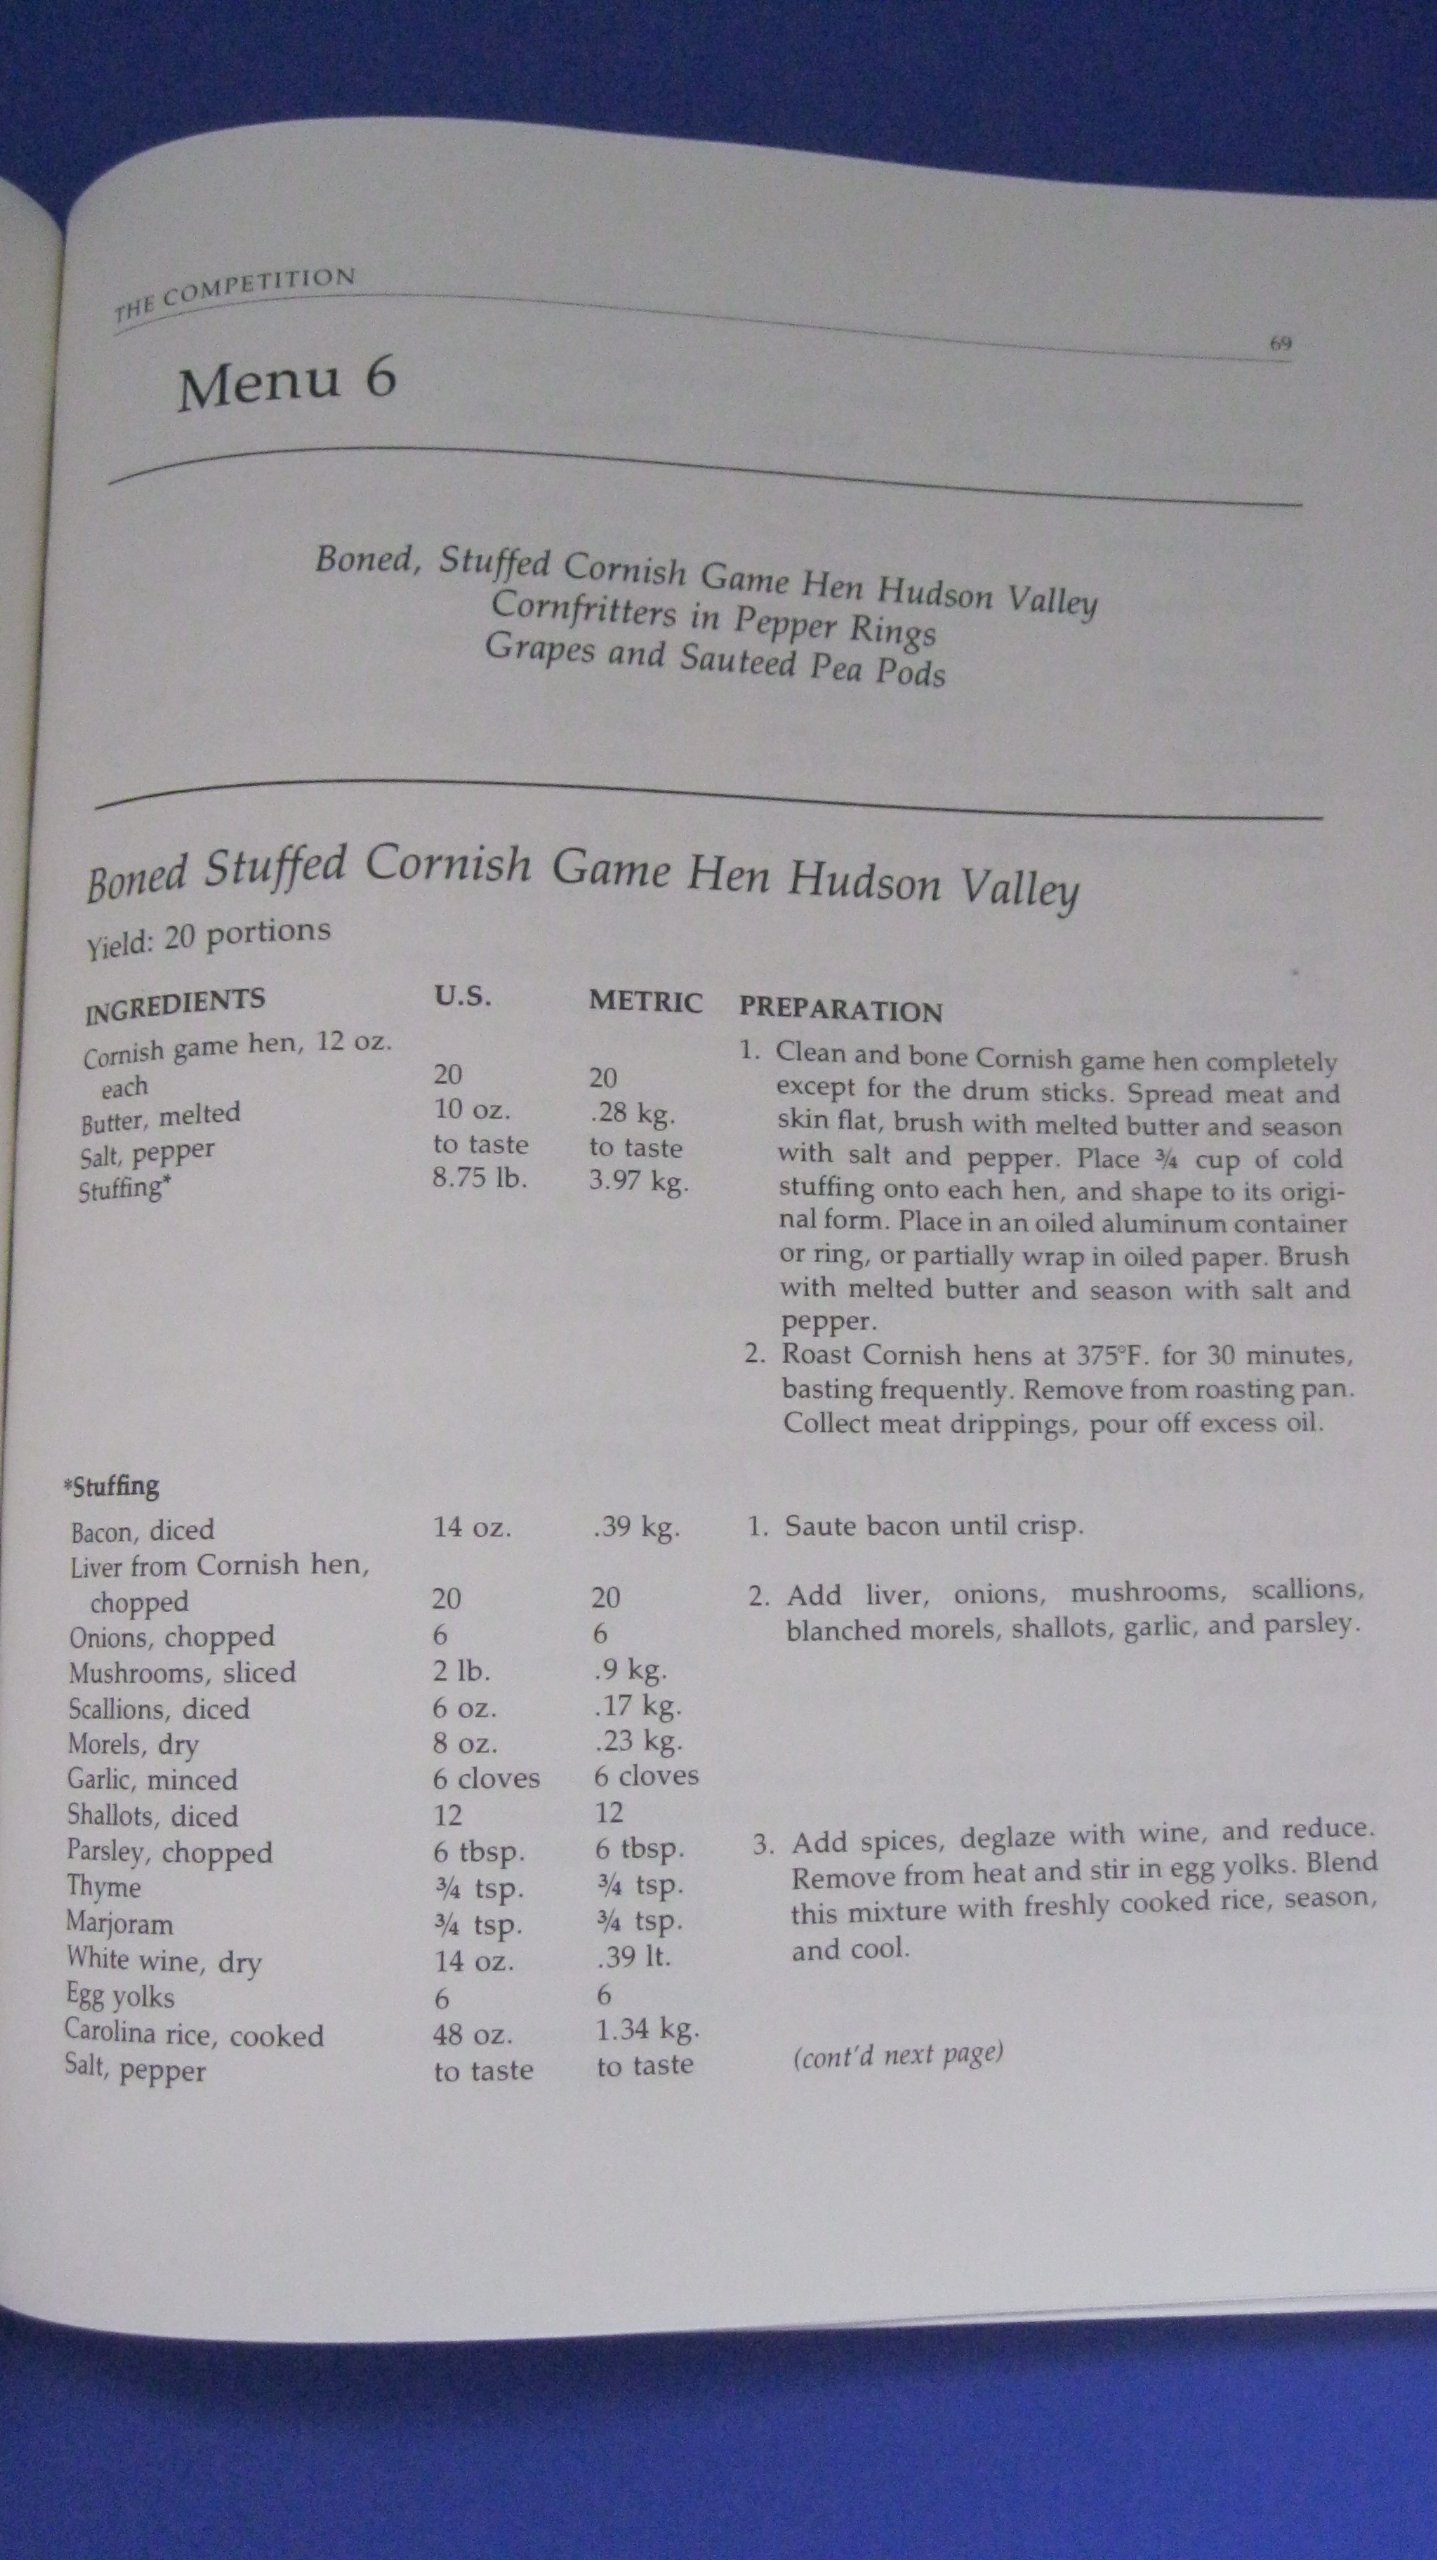 THE COMPETITION
69
Menu 6
Boned, Stuffed Cornish Game Hen Hudson Valley
Cornfritters in Pepper Rings
Grapes and Sauteed Pea Pods
Boned Stuffed Cornish Game Hen Hudson Valley
Yield: 20 portions
INGREDIENTS U.S. METRIC PREPARATION
Cornish game hen, 12 oz.
each 20 20
Butter, melted 10 oz. .28 kg.
Salt, pepper to taste to taste
Stuffing* 8.75 lb. 3.97 kg.
1. Clean and bone Cornish game hen completely
except for the drum sticks. Spread meat and
skin flat, brush with melted butter and season
with salt and pepper. Place ¾ cup of cold
stuffing onto each hen, and shape to its origi-
nal form. Place in an oiled aluminum container
or ring, or partially wrap in oiled paper. Brush
with melted butter and season with salt and
pepper.
2. Roast Cornish hens at 375°F. for 30 minutes,
basting frequently. Remove from roasting pan.
Collect meat drippings, pour off excess oil.
*Stuffing
Bacon, diced 14 oz. .39 kg.
Liver from Cornish hen,
chopped 20 20
Onions, chopped 6 6
Mushrooms, sliced 2 lb. .9 kg.
Scallions, diced 6 oz. .17 kg.
Morels, dry 8 oz. .23 kg.
Garlic, minced 6 cloves 6 cloves
Shallots, diced 12 12
Parsley, chopped 6 tbsp. 6 tbsp.
Thyme ¾ tsp. ¾ tsp.
Marjoram ¾ tsp. ¾ tsp.
White wine, dry 14 oz. .39 lt.
Egg yolks 6 6
Carolina rice, cooked 48 oz. 1.34 kg.
Salt, pepper to taste to taste
1. Saute bacon until crisp.
2. Add liver, onions, mushrooms, scallions,
blanched morels, shallots, garlic, and parsley.
3. Add spices, deglaze with wine, and reduce.
Remove from heat and stir in egg yolks. Blend
this mixture with freshly cooked rice, season,
and cool.
(cont'd next page)